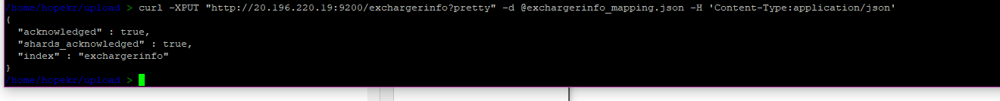 /home/hopekr/upload > curl -XPUT "http://20.196.220.19:9200/exchargerinfo?pretty" -d @exchargerinfo_mapping.json -H 'Content-Type:application/json'
{
  "acknowledged" : true,
  "shards_acknowledged" : true,
  "index" : "exchargerinfo"
}
/home/hopekr/upload >